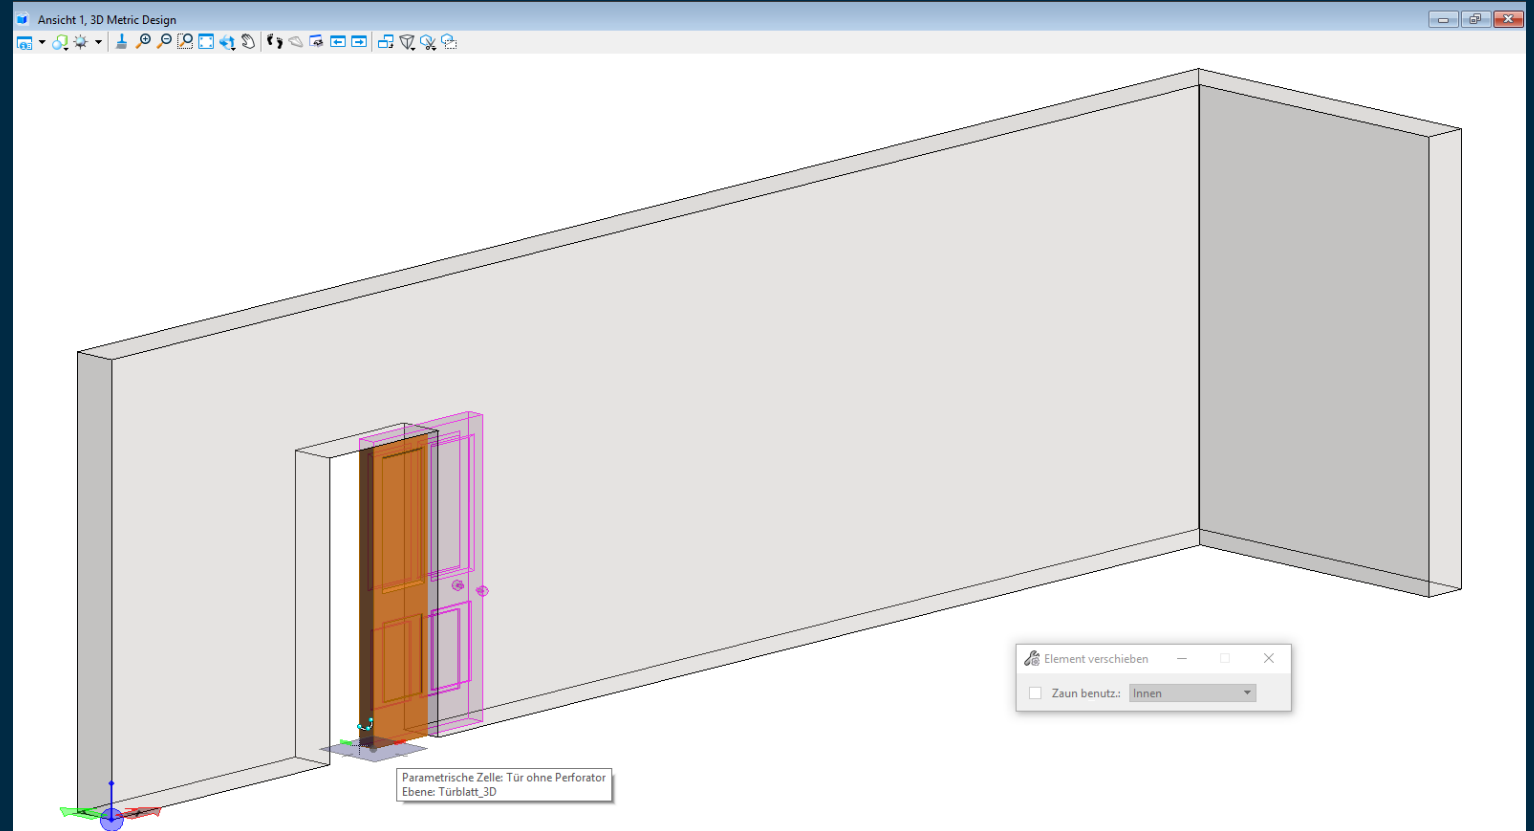 Ansicht 1, 3D Metric Design
Element verschieben
Zaun benutz.: Innen
Parametrische Zelle: Tür ohne Perforator
Ebene: Türblatt_3D